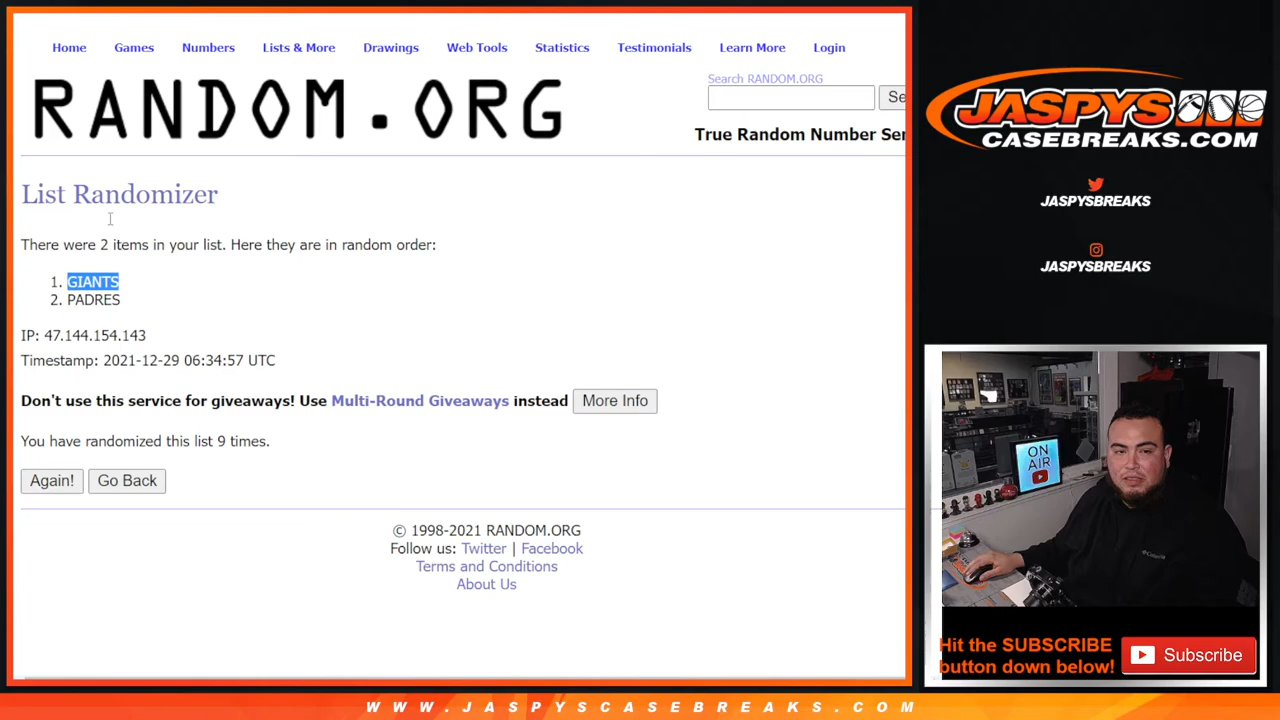 Home Games Numbers Lists & More Drawings Web Tools Statistics Testimonials Learn More Login
RANDOM.ORG
Search RANDOM.ORG
Se
True Random Number Ser
List Randomizer
There were 2 items in your list. Here they are in random order:
1. GIANTS
2. PADRES
IP: 47.144.154.143
Timestamp: 2021-12-29 06:34:57 UTC
Don't use this service for giveaways! Use Multi-Round Giveaways instead More Info
You have randomized this list 9 times.
Again! Go Back
© 1998-2021 RANDOM.ORG
Follow us: Twitter | Facebook
Terms and Conditions
About Us
JASPYS
CASEBREAKS.COM
JASPYSBREAKS
JASPYSBREAKS
ON
AIR
Hit the SUBSCRIBE
button down below!
Subscribe
WWW.JASPYSCASEBREAKS.COM